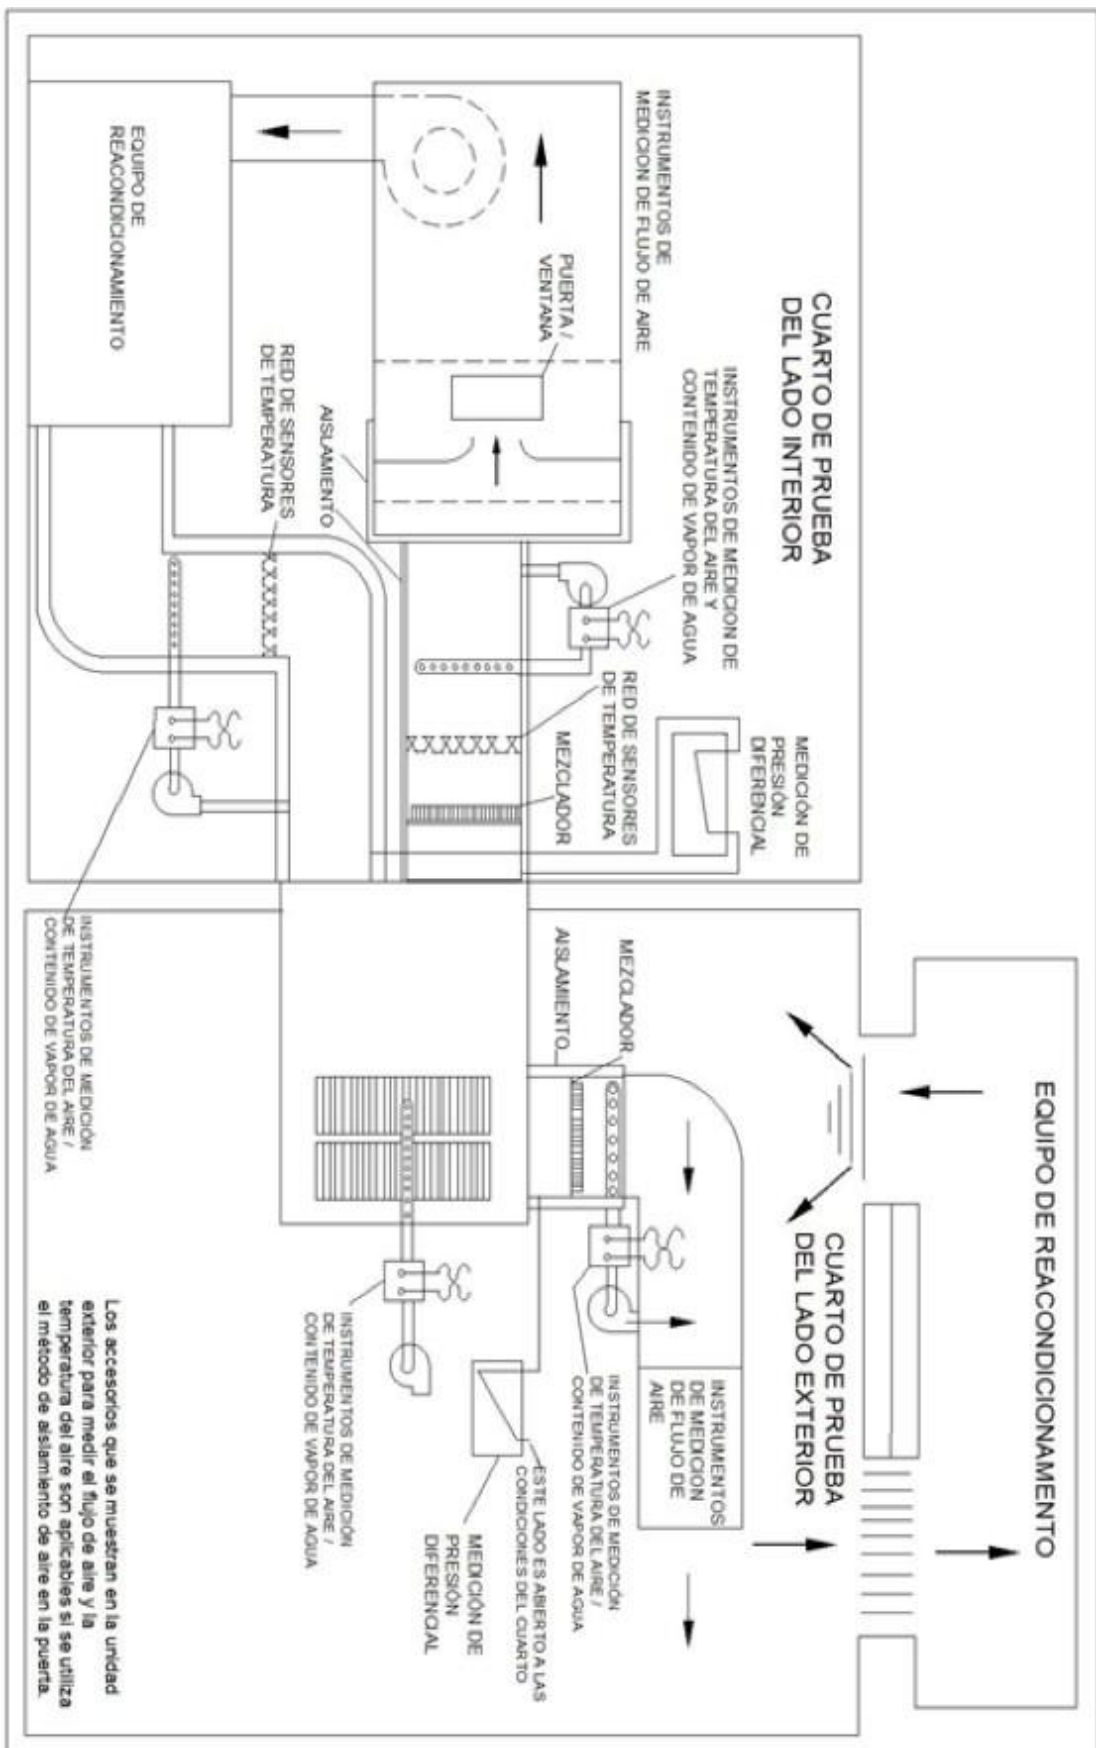 CUARTO DE PRUEBA
DEL LADO INTERIOR
INSTRUMENTOS DE
MEDICION DE FLUJO DE AIRE
PUERTA /
VENTANA
INSTRUMENTOS DE MEDICION DE
TEMPERATURA DEL AIRE Y
CONTENIDO DE VAPOR DE AGUA
MEDICIÓN DE
PRESIÓN
DIFERENCIAL
RED DE SENSORES
DE TEMPERATURA
MEZCLADOR
EQUIPO DE
REACONDICIONAMIENTO
RED DE SENSORES
DE TEMPERATURA
AISLAMIENTO
INSTRUMENTOS DE MEDICIÓN
DE TEMPERATURA DEL AIRE /
CONTENIDO DE VAPOR DE AGUA
EQUIPO DE REACONDICIONAMENTO
CUARTO DE PRUEBA
DEL LADO EXTERIOR
MEZCLADOR
AISLAMIENTO
INSTRUMENTOS
DE MEDICION
DE FLUJO DE
AIRE
INSTRUMENTOS DE MEDICIÓN
DE TEMPERATURA DEL AIRE /
CONTENIDO DE VAPOR DE AGUA
ESTE LADO ES ABIERTO A LAS
CONDICIONES DEL CUARTO
MEDICIÓN DE
PRESIÓN
DIFERENCIAL
INSTRUMENTOS DE MEDICIÓN
DE TEMPERATURA DEL AIRE /
CONTENIDO DE VAPOR DE AGUA
Los accesorios que se muestran en la unidad
exterior para medir el flujo de aire y la
temperatura del aire son aplicables si se utiliza
el método de aislamiento de aire en la puerta.